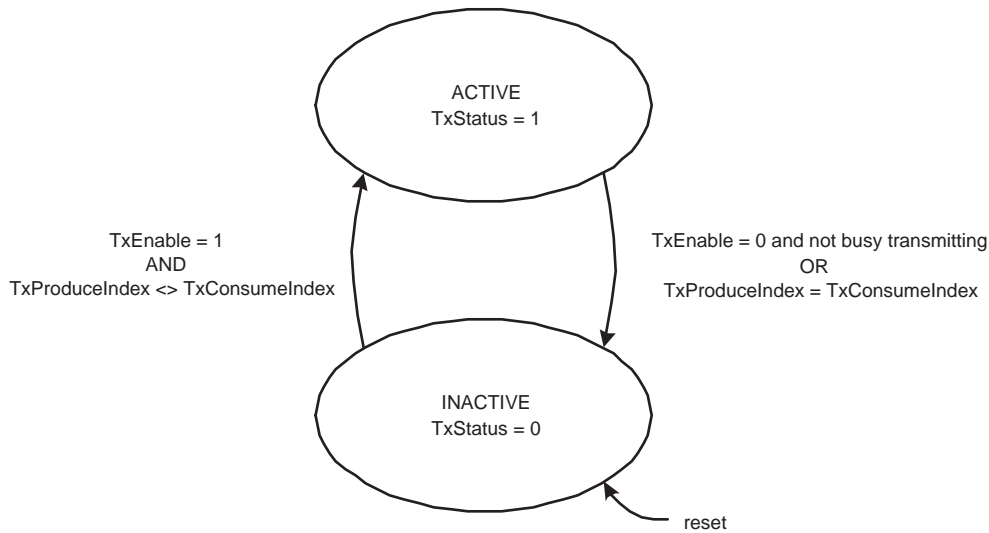 ACTIVE
TxStatus = 1
TxEnable = 1
AND
TxProduceIndex <> TxConsumeIndex
TxEnable = 0 and not busy transmitting
OR
TxProduceIndex = TxConsumeIndex
INACTIVE
TxStatus = 0
reset